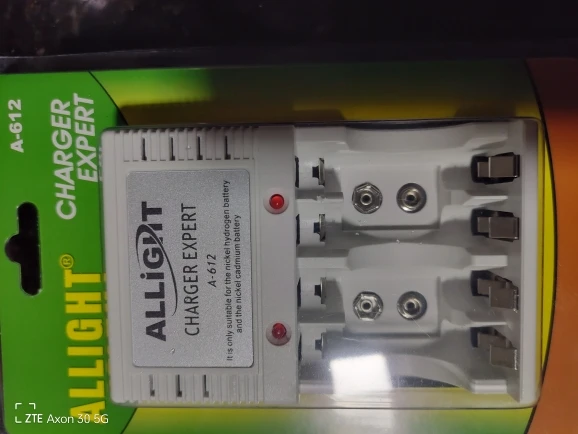 A-612
CHARGER
EXPERT
ALLIGHT®
ALLiGHT
CHARGER EXPERT
A-612
It is only suitable for the nickel hydrogen battery
and the nickel cadmium battery
ZTE Axon 30 5G